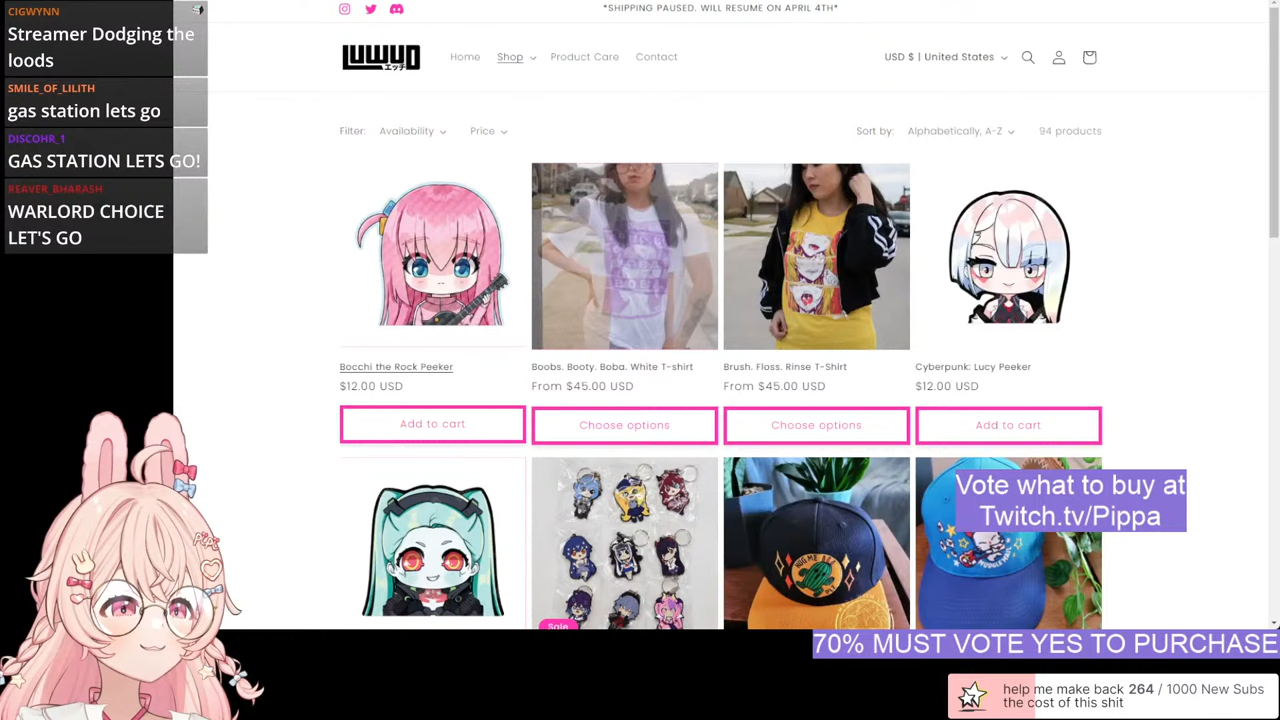 CIGWYNN
Streamer Dodging the
loods
SMILE_OF_LILITH
gas station lets go
DISCOHR_1
GAS STATION LETS GO!
REAVER_BHARASH
WARLORD CHOICE
LET'S GO
*SHIPPING PAUSED. WILL RESUME ON APRIL 4TH*
LUWUD
エッチ
Home
Shop
Product Care
Contact
USD $ | United States
Filter:
Availability
Price
Sort by:
Alphabetically, A-Z
94 products
Bocchi the Rock Peeker
$12.00 USD
Add to cart
Boobs. Booty. Boba. White T-shirt
From $45.00 USD
Choose options
Brush. Floss. Rinse T-Shirt
From $45.00 USD
Choose options
Cyberpunk: Lucy Peeker
$12.00 USD
Add to cart
Sale
Vote what to buy at
Twitch.tv/Pippa
70% MUST VOTE YES TO PURCHASE
help me make back 264 / 1000 New Subs
the cost of this shit